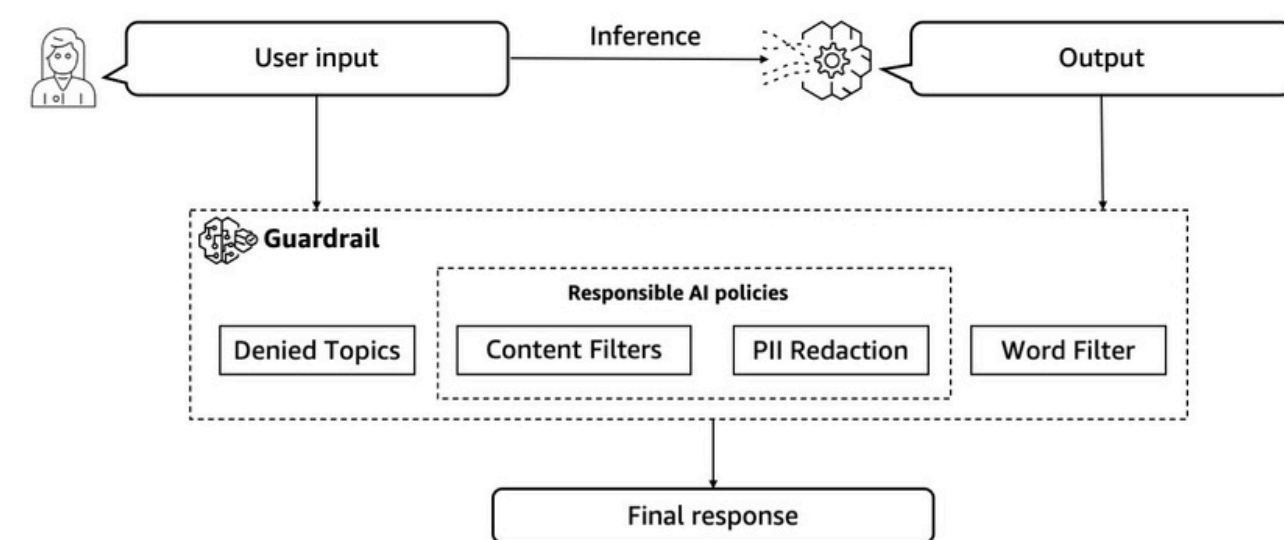 User input
Inference
Output
Guardrail
Responsible AI policies
Denied Topics
Content Filters
PII Redaction
Word Filter
Final response